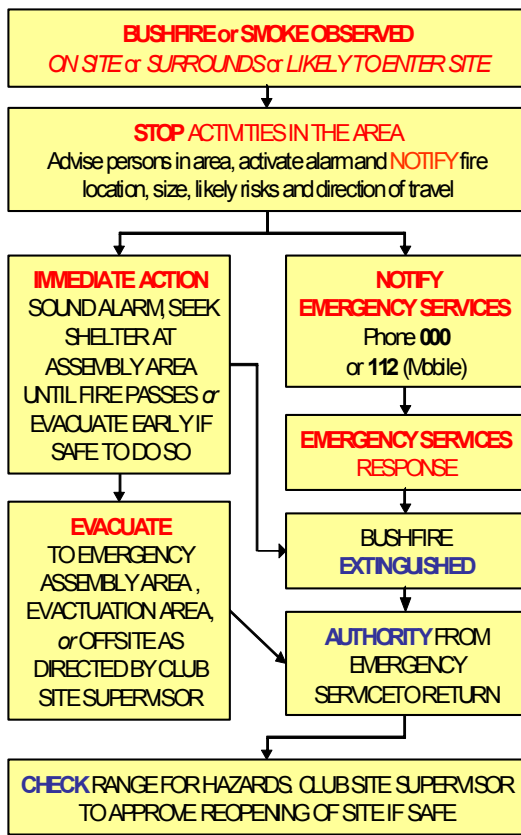 BUSHFIRE or SMOKE OBSERVED
ON SITE or SURROUNDS or LIKELY TO ENTER SITE
STOP ACTIVITIES IN THE AREA
Advise persons in area, activate alarm and NOTIFY fire
location, size, likely risks and direction of travel
IMMEDIATE ACTION
SOUND ALARM, SEEK
SHELTER AT
ASSEMBLY AREA
UNTIL FIRE PASSES or
EVACUATE EARLY IF
SAFE TO DO SO
NOTIFY
EMERGENCY SERVICES
Phone 000
or 112 (Mobile)
EMERGENCY SERVICES
RESPONSE
EVACUATE
TO EMERGENCY
ASSEMBLY AREA ,
EVACTUATION AREA,
or OFFSITE AS
DIRECTED BY CLUB
SITE SUPERVISOR
BUSHFIRE
EXTINGUISHED
AUTHORITY FROM
EMERGENCY
SERVICE TO RETURN
CHECK RANGE FOR HAZARDS. CLUB SITE SUPERVISOR
TO APPROVE REOPENING OF SITE IF SAFE